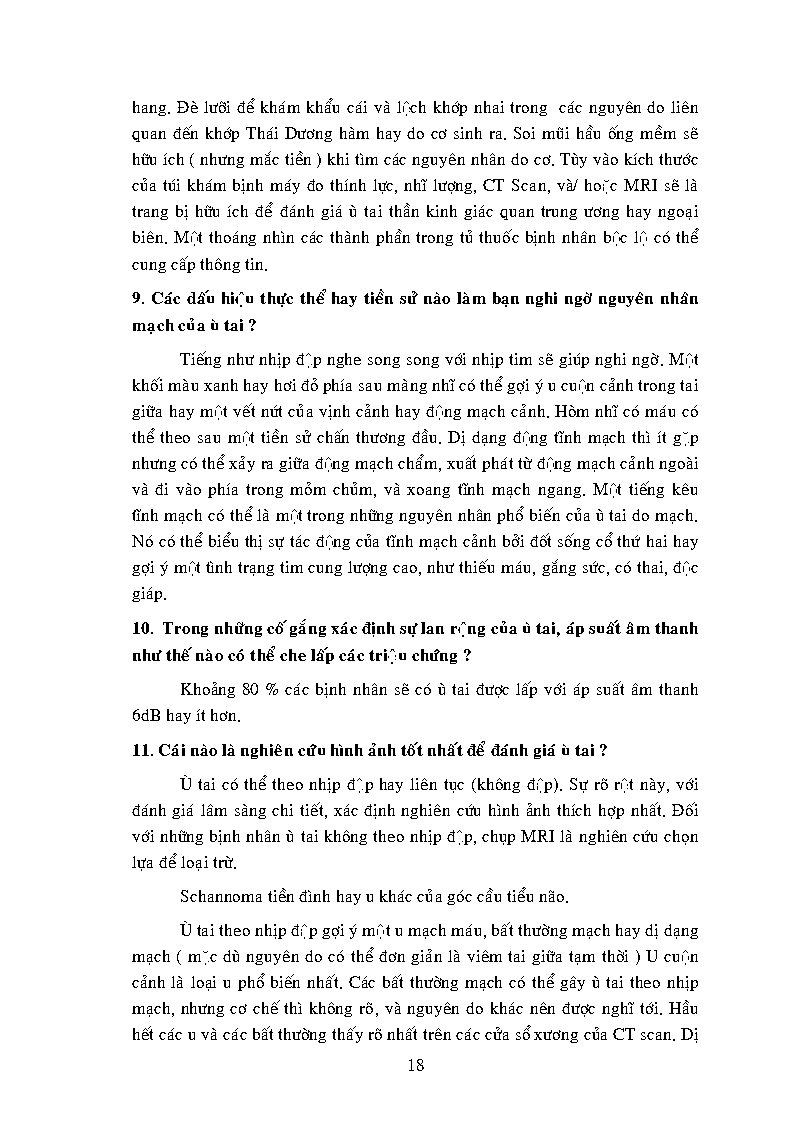 hang. Đè lưỡi để khám khẩu cái và lệch khớp nhai trong các nguyên do liên
quan đến khớp Thái Dương hàm hay do cơ sinh ra. Soi mũi hầu ống mềm sẽ
hữu ích ( nhưng mắc tiền ) khi tìm các nguyên nhân do cơ. Tùy vào kích thước
của túi khám bịnh máy đo thính lực, nhĩ lượng, CT Scan, và/ hoặc MRI sẽ là
trang bị hữu ích để đánh giá ù tai thần kinh giác quan trung ương hay ngoại
biên. Một thoáng nhìn các thành phần trong tủ thuốc bịnh nhân bộc lộ có thể
cung cấp thông tin.
9. Các dấu hiệu thực thể hay tiền sử nào làm bạn nghi ngờ nguyên nhân
mạch của ù tai ?
Tiếng như nhịp đập nghe song song với nhịp tim sẽ giúp nghi ngờ. Một
khối màu xanh hay hơi đỏ phía sau màng nhĩ có thể gợi ý u cuộn cảnh trong tai
giữa hay một vết nứt của vịnh cảnh hay động mạch cảnh. Hòm nhĩ có máu có
thể theo sau một tiền sử chấn thương đầu. Dị dạng động tĩnh mạch thì ít gặp
nhưng có thể xảy ra giữa động mạch chẩm, xuất phát từ động mạch cảnh ngoài
và đi vào phía trong mỏm chủm, và xoang tĩnh mạch ngang. Một tiếng kêu
tĩnh mạch có thể là một trong những nguyên nhân phổ biến của ù tai do mạch.
Nó có thể biểu thị sự tác động của tĩnh mạch cảnh bởi đốt sống cổ thứ hai hay
gợi ý một tình trạng tim cung lượng cao, như thiếu máu, gắng sức, có thai, độc
giáp.
10. Trong những cố gắng xác định sự lan rộng của ù tai, áp suất âm thanh
như thế nào có thể che lấp các triệu chứng ?
Khoảng 80 % các bịnh nhân sẽ có ù tai được lấp với áp suất âm thanh
6dB hay ít hơn.
11. Cái nào là nghiên cứu hình ảnh tốt nhất để đánh giá ù tai ?
Ù tai có thể theo nhịp đập hay liên tục (không đập). Sự rõ rệt này, với
đánh giá lâm sàng chi tiết, xác định nghiên cứu hình ảnh thích hợp nhất. Đối
với những bịnh nhân ù tai không theo nhịp đập, chụp MRI là nghiên cứu chọn
lựa để loại trừ.
Schannoma tiền đình hay u khác của góc cầu tiểu não.
Ù tai theo nhịp đập gợi ý một u mạch máu, bất thường mạch hay dị dạng
mạch ( mặc dù nguyên do có thể đơn giản là viêm tai giữa tạm thời ) U cuộn
cảnh là loại u phổ biến nhất. Các bất thường mạch có thể gây ù tai theo nhịp
mạch, nhưng cơ chế thì không rõ, và nguyên do khác nên được nghĩ tới. Hầu
hết các u và các bất thường thấy rõ nhất trên các cửa sổ xương của CT scan. Dị
18